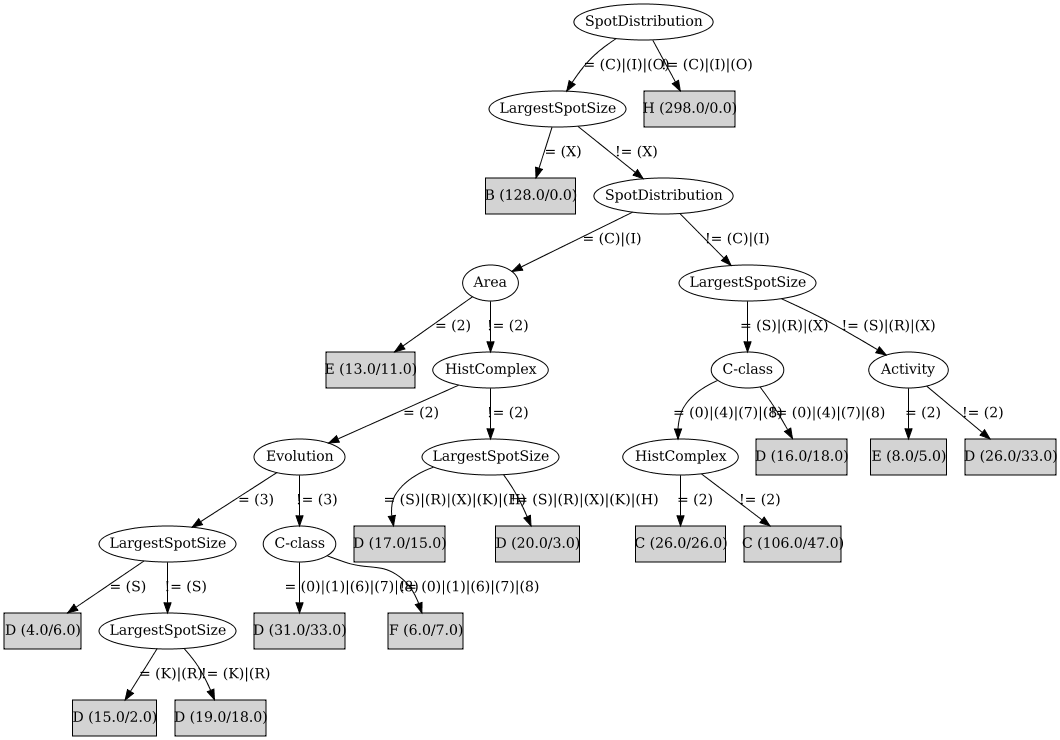 SpotDistribution
= (C)|(I)|(O)
!= (C)|(I)|(O)
LargestSpotSize
H (298.0/0.0)
= (X)
!= (X)
B (128.0/0.0)
SpotDistribution
= (C)|(I)
!= (C)|(I)
Area
LargestSpotSize
= (2)
!= (2)
= (S)|(R)|(X)
!= (S)|(R)|(X)
E (13.0/11.0)
HistComplex
C-class
Activity
= (2)
!= (2)
= (0)|(4)|(7)|(8)
!= (0)|(4)|(7)|(8)
= (2)
!= (2)
Evolution
LargestSpotSize
HistComplex
D (16.0/18.0)
E (8.0/5.0)
D (26.0/33.0)
= (3)
!= (3)
= (S)|(R)|(X)|(K)|(H)
!= (S)|(R)|(X)|(K)|(H)
= (2)
!= (2)
LargestSpotSize
C-class
D (17.0/15.0)
D (20.0/3.0)
C (26.0/26.0)
C (106.0/47.0)
= (S)
!= (S)
= (0)|(1)|(6)|(7)|(8)
!= (0)|(1)|(6)|(7)|(8)
D (4.0/6.0)
LargestSpotSize
D (31.0/33.0)
F (6.0/7.0)
= (K)|(R)
!= (K)|(R)
D (15.0/2.0)
D (19.0/18.0)